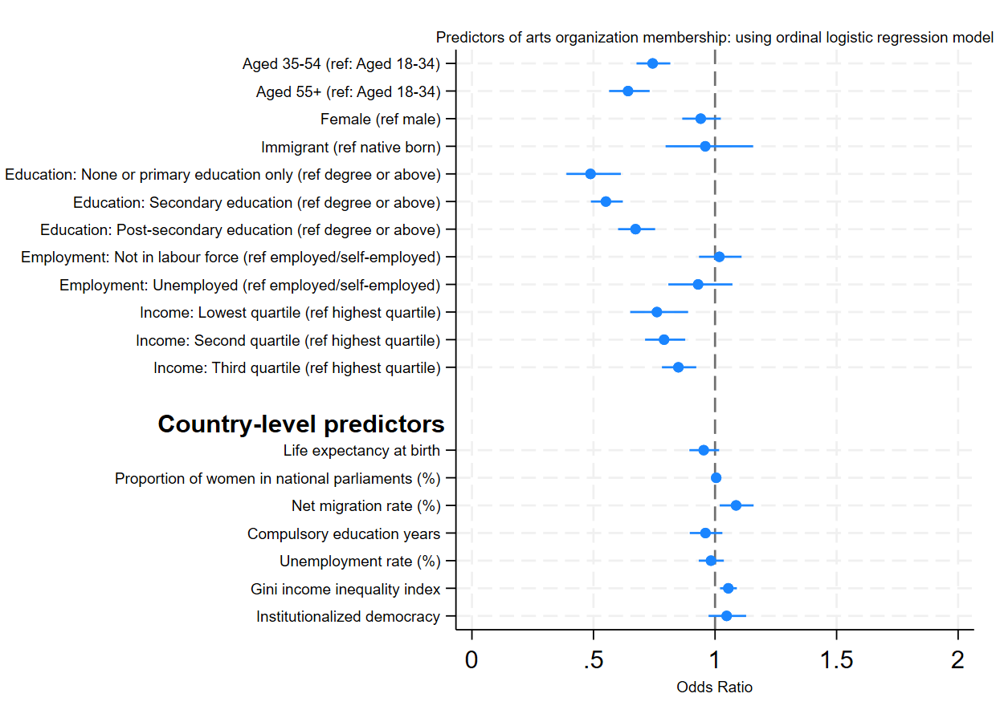 Predictors of arts organization membership: using ordinal logistic regression model
Aged 35-54 (ref: Aged 18-34)
Aged 55+ (ref: Aged 18-34)
Female (ref male)
Immigrant (ref native born)
Education: None or primary education only (ref degree or above)
Education: Secondary education (ref degree or above)
Education: Post-secondary education (ref degree or above)
Employment: Not in labour force (ref employed/self-employed)
Employment: Unemployed (ref employed/self-employed)
Income: Lowest quartile (ref highest quartile)
Income: Second quartile (ref highest quartile)
Income: Third quartile (ref highest quartile)
Country-level predictors
Life expectancy at birth
Proportion of women in national parliaments (%)
Net migration rate (%)
Compulsory education years
Unemployment rate (%)
Gini income inequality index
Institutionalized democracy
0 .5 1 1.5 2
Odds Ratio